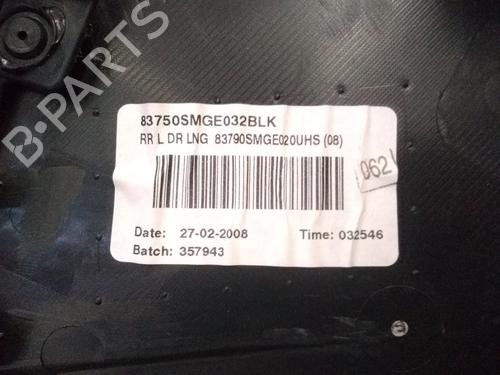 83750SMGE032BLK
RR L DR LNG 83790SMGE020UHS (08)
062
Date: 27-02-2008 Time: 032546
Batch: 357943
B-PARTS